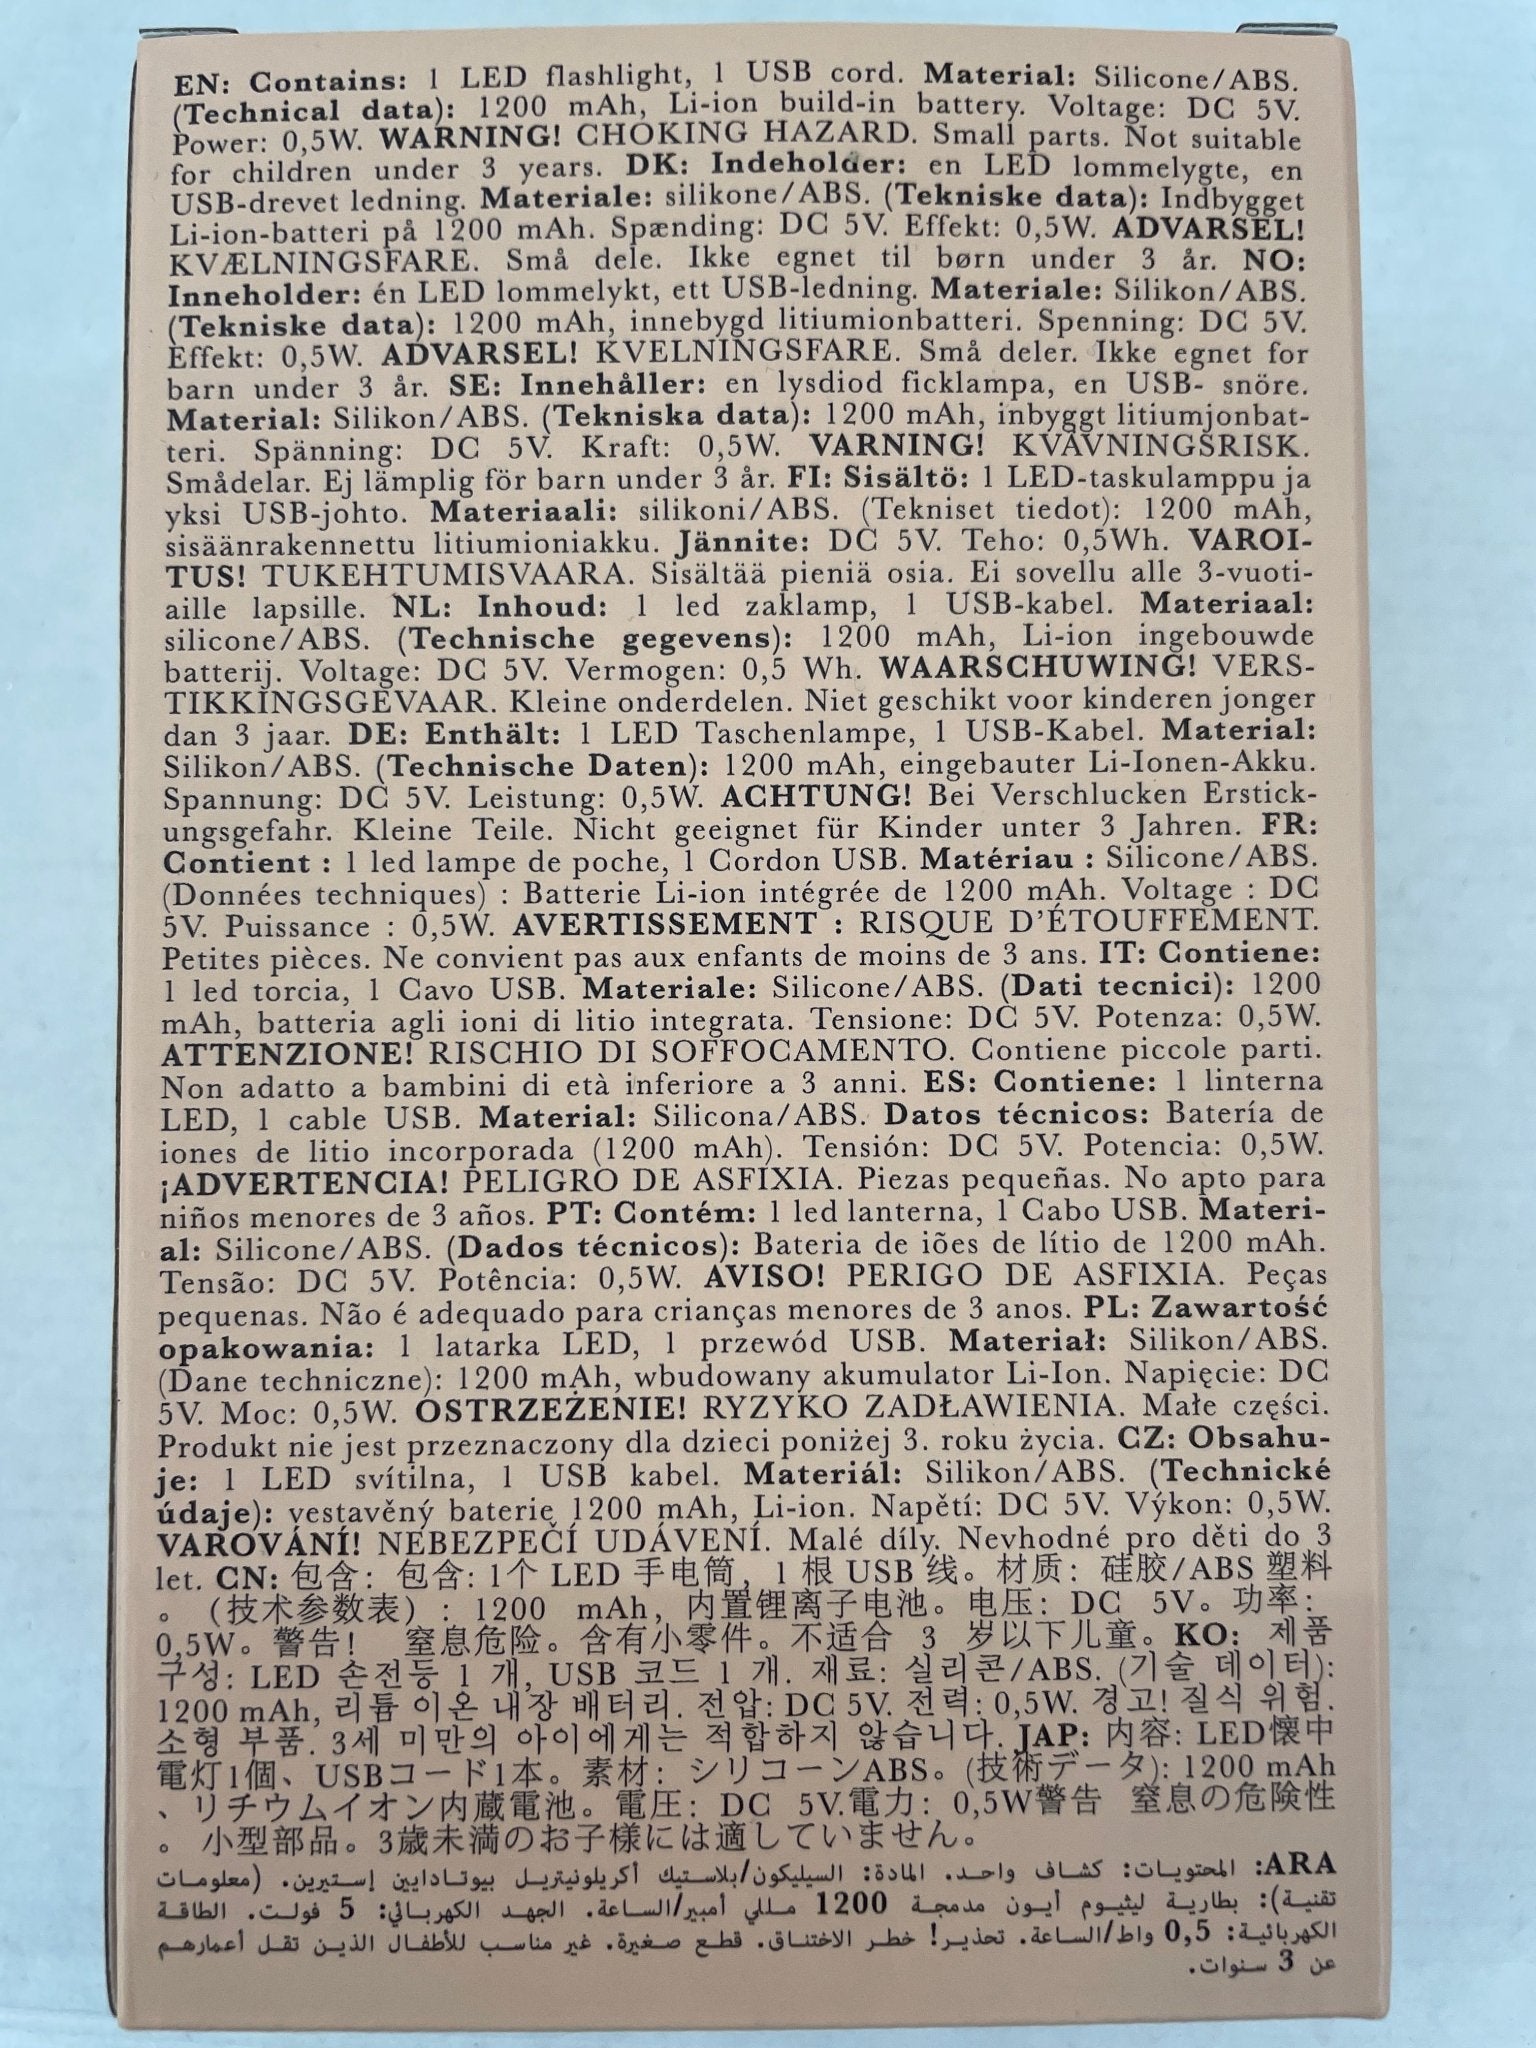 EN: Contains: 1 LED flashlight, 1 USB cord. Material: Silicone/ABS.
(Technical data): 1200 mAh, Li-ion build-in battery. Voltage: DC 5V.
Power: 0,5W. WARNING! CHOKING HAZARD. Small parts. Not suitable
for children under 3 years. DK: Indeholder: en LED lommelygte, en
USB-drevet ledning. Materiale: silikone/ABS. (Tekniske data): Indbygget
Li-ion-batteri på 1200 mAh. Spænding: DC 5V. Effekt: 0,5W. ADVARSEL!
KVÆLNINGSFARE. Små dele. Ikke egnet til børn under 3 år. NO:
Inneholder: én LED lommelykt, ett USB-ledning. Materiale: Silikon/ABS.
(Tekniske data): 1200 mAh, innebygd litiumionbatteri. Spenning: DC 5V.
Effekt: 0,5W. ADVARSEL! KVELNINGSFARE. Små deler. Ikke egnet for
barn under 3 år. SE: Innehåller: en lysdiod ficklampa, en USB- snöre.
Material: Silikon/ABS. (Tekniska data): 1200 mAh, inbyggt litiumjonbat-
teri. Spänning: DC 5V. Kraft: 0,5W. VARNING! KVÄVNINGSRISK.
Smådelar. Ej lämplig för barn under 3 år. FI: Sisältö: 1 LED-taskulamppu ja
yksi USB-johto. Materiaali: silikoni/ABS. (Tekniset tiedot): 1200 mAh,
sisäänrakennettu litiumioniakku. Jännite: DC 5V. Teho: 0,5Wh. VAROI-
TUS! TUKEHTUMISVAARA. Sisältää pieniä osia. Ei sovellu alle 3-vuoti-
aille lapsille. NL: Inhoud: 1 led zaklamp, 1 USB-kabel. Materiaal:
silicone/ABS. (Technische gegevens): 1200 mAh, Li-ion ingebouwde
batterij. Voltage: DC 5V. Vermogen: 0,5 Wh. WAARSCHUWING! VERS-
TIKKINGSGEVAAR. Kleine onderdelen. Niet geschikt voor kinderen jonger
dan 3 jaar. DE: Enthält: 1 LED Taschenlampe, 1 USB-Kabel. Material:
Silikon/ABS. (Technische Daten): 1200 mAh, eingebauter Li-Ionen-Akku.
Spannung: DC 5V. Leistung: 0,5W. ACHTUNG! Bei Verschlucken Erstick-
ungsgefahr. Kleine Teile. Nicht geeignet für Kinder unter 3 Jahren. FR:
Contient : 1 led lampe de poche, 1 Cordon USB. Matériau : Silicone/ABS.
(Données techniques) : Batterie Li-ion intégrée de 1200 mAh. Voltage : DC
5V. Puissance : 0,5W. AVERTISSEMENT : RISQUE D'ÉTOUFFEMENT.
Petites pièces. Ne convient pas aux enfants de moins de 3 ans. IT: Contiene:
1 led torcia, 1 Cavo USB. Materiale: Silicone/ABS. (Dati tecnici): 1200
mAh, batteria agli ioni di litio integrata. Tensione: DC 5V. Potenza: 0,5W.
ATTENZIONE! RISCHIO DI SOFFOCAMENTO. Contiene piccole parti.
Non adatto a bambini di età inferiore a 3 anni. ES: Contiene: 1 linterna
LED, 1 cable USB. Material: Silicona/ABS. Datos técnicos: Batería de
iones de litio incorporada (1200 mAh). Tensión: DC 5V. Potencia: 0,5W.
¡ADVERTENCIA! PELIGRO DE ASFIXIA. Piezas pequeñas. No apto para
niños menores de 3 años. PT: Contém: 1 led lanterna, 1 Cabo USB. Materi-
al: Silicone/ABS. (Dados técnicos): Bateria de iões de lítio de 1200 mAh.
Tensão: DC 5V. Potência: 0,5W. AVISO! PERIGO DE ASFIXIA. Peças
pequenas. Não é adequado para crianças menores de 3 anos. PL: Zawartość
opakowania: 1 latarka LED, 1 przewód USB. Materiał: Silikon/ABS.
(Dane techniczne): 1200 mAh, wbudowany akumulator Li-Ion. Napięcie: DC
5V. Moc: 0,5W. OSTRZEŻENIE! RYZYKO ZADŁAWIENIA. Małe części.
Produkt nie jest przeznaczony dla dzieci poniżej 3. roku życia. CZ: Obsahu-
je: 1 LED svítilna, 1 USB kabel. Materiál: Silikon/ABS. (Technické
údaje): vestavěný baterie 1200 mAh, Li-ion. Napětí: DC 5V. Výkon: 0,5W.
VAROVÁNÍ! NEBEZPEČÍ UDÁVENÍ. Malé díly. Nevhodné pro děti do 3
let. CN: 包含: 包含: 1个 LED 手电筒, 1 根 USB 线。材质: 硅胶/ABS 塑料
。(技术参数表) : 1200 mAh, 内置锂离子电池。电压: DC 5V。功率:
0,5W。警告! 窒息危险。含有小零件。不适合 3 岁以下儿童。KO: 제품
구성: LED 손전등 1 개, USB 코드 1 개. 재료: 실리콘/ABS. (기술 데이터):
1200 mAh, 리튬 이온 내장 배터리. 전압: DC 5V. 전력: 0,5W. 경고! 질식 위험.
소형 부품. 3세 미만의 아이에게는 적합하지 않습니다. JAP: 内容: LED懐中
電灯1個、USBコード1本。素材: シリコーンABS。(技術データ): 1200 mAh
、リチウムイオン内蔵電池。電圧: DC 5V.電力: 0,5W警告 窒息の危険性
。小型部品。3歳未満のお子様には適していません。
ARA: المحتويات: كشاف واحد. المادة: السيليكون/بلاستيك أكريلونيتريل بيوتادايين إستيرين. (معلومات
تقنية): بطارية ليثيوم أيون مدمجة 1200 مللي أمبير/الساعة. الجهد الكهربائي: 5 فولت. الطاقة
الكهربائية: 0,5 واط/الساعة. تحذير! خطر الاختناق. قطع صغيرة. غير مناسب للأطفال الذين تقل أعمارهم
عن 3 سنوات.